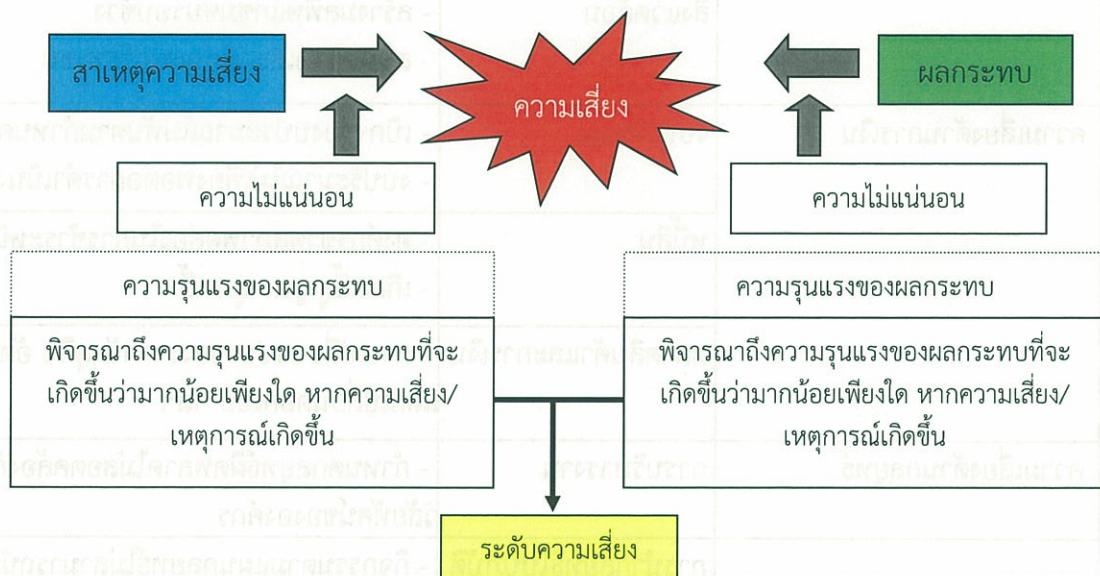 สาเหตุความเสี่ยง
ความเสี่ยง
ผลกระทบ
ความไม่แน่นอน
ความไม่แน่นอน
ความรุนแรงของผลกระทบ
ความรุนแรงของผลกระทบ
พิจารณาถึงความรุนแรงของผลกระทบที่จะ
เกิดขึ้นว่ามากน้อยเพียงใด หากความเสี่ยง/
เหตุการณ์เกิดขึ้น
พิจารณาถึงความรุนแรงของผลกระทบที่จะ
เกิดขึ้นว่ามากน้อยเพียงใด หากความเสี่ยง/
เหตุการณ์เกิดขึ้น
ระดับความเสี่ยง